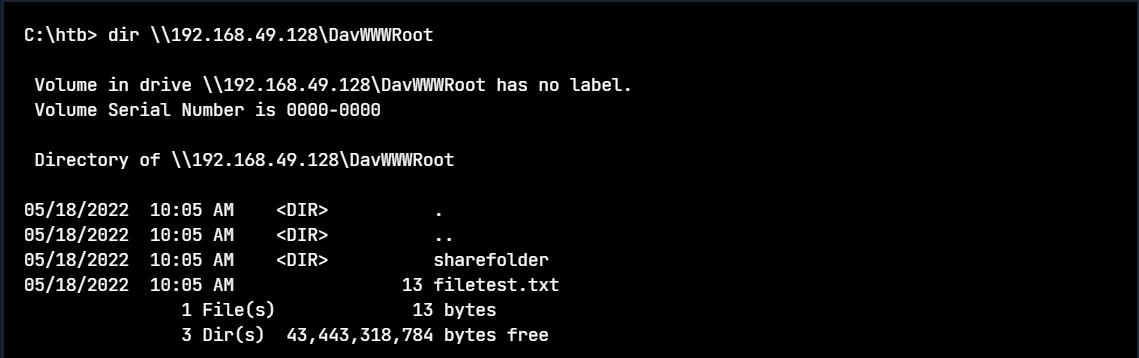 C:\htb> dir \\192.168.49.128\DavWWWRoot
Volume in drive \\192.168.49.128\DavWWWRoot has no label.
Volume Serial Number is 0000-0000
Directory of \\192.168.49.128\DavWWWRoot
05/18/2022  10:05 AM    <DIR>          .
05/18/2022  10:05 AM    <DIR>          ..
05/18/2022  10:05 AM    <DIR>          sharefolder
05/18/2022  10:05 AM                13 filetest.txt
1 File(s)             13 bytes
3 Dir(s)  43,443,318,784 bytes free